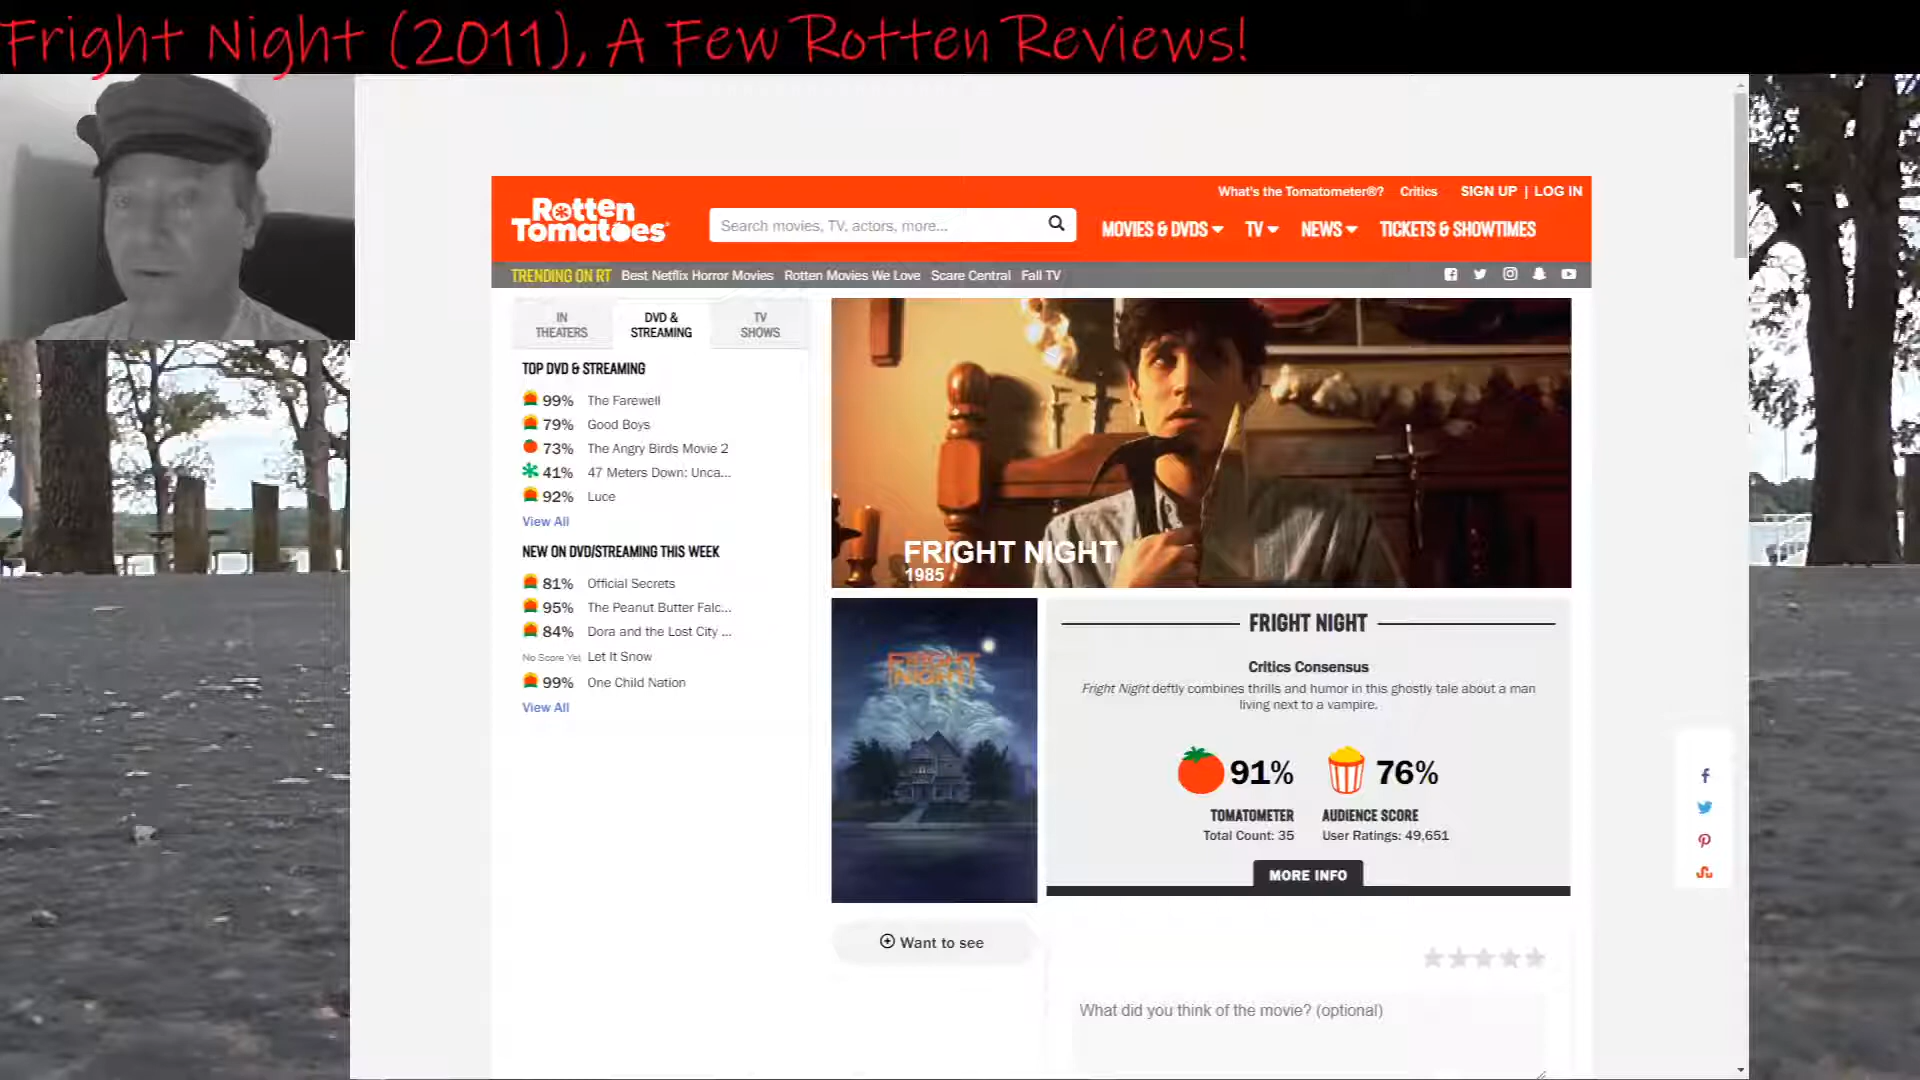 Fright Night (2011), A Few Rotten Reviews!
What's the Tomatometer®? Critics SIGN UP | LOG IN
Rotten
Tomatoes
Search movies, TV, actors, more...
MOVIES & DVDS TV NEWS TICKETS & SHOWTIMES
TRENDING ON RT Best Netflix Horror Movies Rotten Movies We Love Scare Central Fall TV
IN
THEATERS
DVD &
STREAMING
TV
SHOWS
TOP DVD & STREAMING
99% The Farewell
79% Good Boys
73% The Angry Birds Movie 2
41% 47 Meters Down: Unca...
92% Luce
View All
NEW ON DVD/STREAMING THIS WEEK
81% Official Secrets
95% The Peanut Butter Falc...
84% Dora and the Lost City ...
No Score Yet Let It Snow
99% One Child Nation
View All
FRIGHT NIGHT
1985
FRIGHT
NIGHT
FRIGHT NIGHT
Critics Consensus
Fright Night deftly combines thrills and humor in this ghostly tale about a man
living next to a vampire.
91% 76%
TOMATOMETER AUDIENCE SCORE
Total Count: 35 User Ratings: 49,651
MORE INFO
Want to see
What did you think of the movie? (optional)